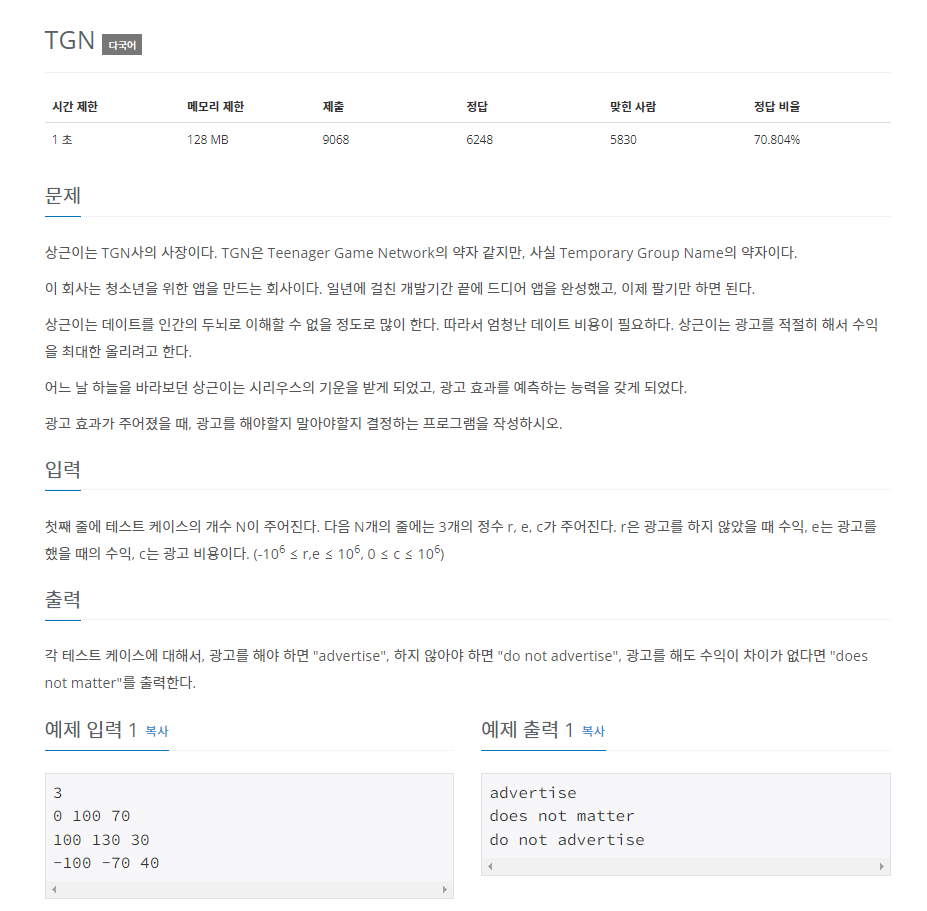 TGN 다국어
시간 제한 메모리 제한 제출 정답 맞힌 사람 정답 비율
1 초 128 MB 9068 6248 5830 70.804%
문제
상근이는 TGN사의 사장이다. TGN은 Teenager Game Network의 약자 같지만, 사실 Temporary Group Name의 약자이다.
이 회사는 청소년을 위한 앱을 만드는 회사이다. 일년에 걸친 개발기간 끝에 드디어 앱을 완성했고, 이제 팔기만 하면 된다.
상근이는 데이트를 인간의 두뇌로 이해할 수 없을 정도로 많이 한다. 따라서 엄청난 데이트 비용이 필요하다. 상근이는 광고를 적절히 해서 수익
을 최대한 올리려고 한다.
어느 날 하늘을 바라보던 상근이는 시리우스의 기운을 받게 되었고, 광고 효과를 예측하는 능력을 갖게 되었다.
광고 효과가 주어졌을 때, 광고를 해야할지 말아야할지 결정하는 프로그램을 작성하시오.
입력
첫째 줄에 테스트 케이스의 개수 N이 주어진다. 다음 N개의 줄에는 3개의 정수 r, e, c가 주어진다. r은 광고를 하지 않았을 때 수익, e는 광고를
했을 때의 수익, c는 광고 비용이다. (-10⁶ ≤ r,e ≤ 10⁶, 0 ≤ c ≤ 10⁶)
출력
각 테스트 케이스에 대해서, 광고를 해야 하면 "advertise", 하지 않아야 하면 "do not advertise", 광고를 해도 수익이 차이가 없다면 "does
not matter"를 출력한다.
예제 입력 1 복사
3
0 100 70
100 130 30
-100 -70 40
예제 출력 1 복사
advertise
does not matter
do not advertise